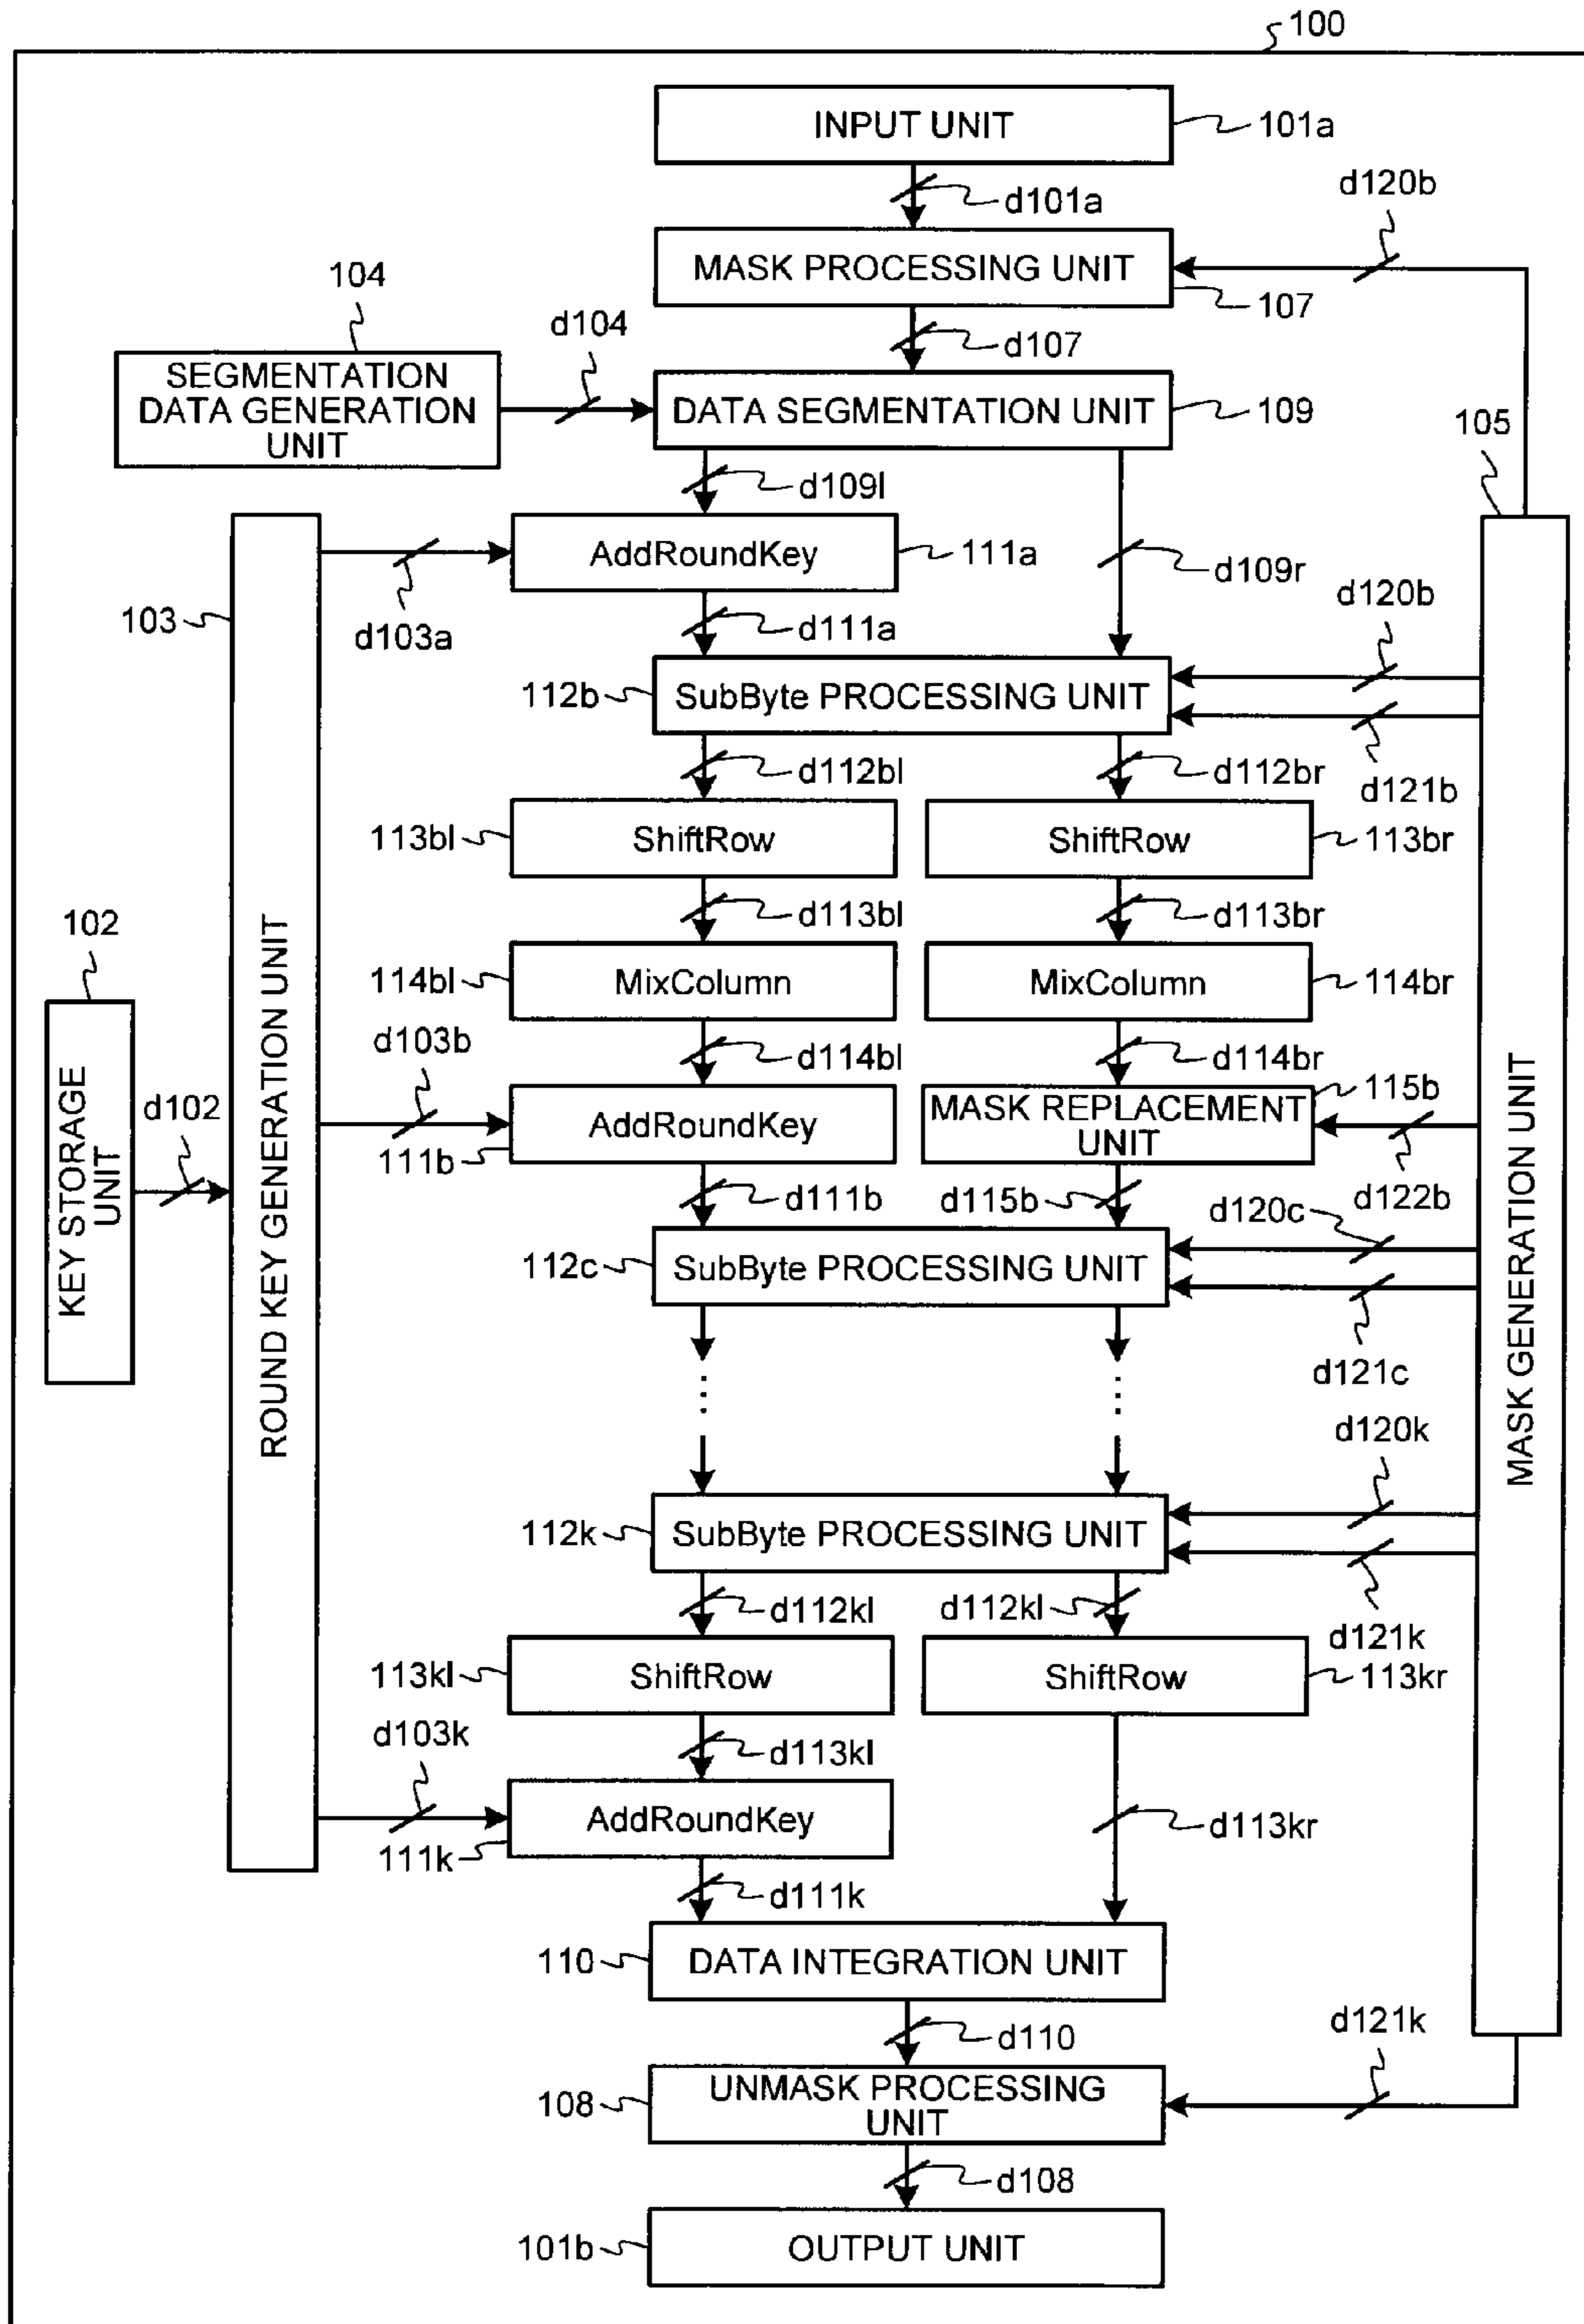 100
INPUT UNIT
101a
d101a
d120b
MASK PROCESSING UNIT
107
104
d104
d107
SEGMENTATION
DATA GENERATION
UNIT
DATA SEGMENTATION UNIT
109
105
d109l
AddRoundKey
111a
d109r
103
d103a
d111a
d120b
112b
SubByte PROCESSING UNIT
d112bl
d112br
d121b
113bl
ShiftRow
ShiftRow
113br
102
d113bl
d113br
114bl
MixColumn
MixColumn
114br
d103b
d114bl
d114br
115b
KEY STORAGE
UNIT
d102
ROUND KEY GENERATION UNIT
AddRoundKey
111b
MASK REPLACEMENT
UNIT
MASK GENERATION UNIT
d111b
d115b
d122b
d120c
112c
SubByte PROCESSING UNIT
d121c
d120k
112k
SubByte PROCESSING UNIT
d112kl
d112kl
d121k
113kl
ShiftRow
ShiftRow
113kr
d103k
d113kl
AddRoundKey
111k
d113kr
d111k
110
DATA INTEGRATION UNIT
d110
d121k
108
UNMASK PROCESSING
UNIT
d108
101b
OUTPUT UNIT